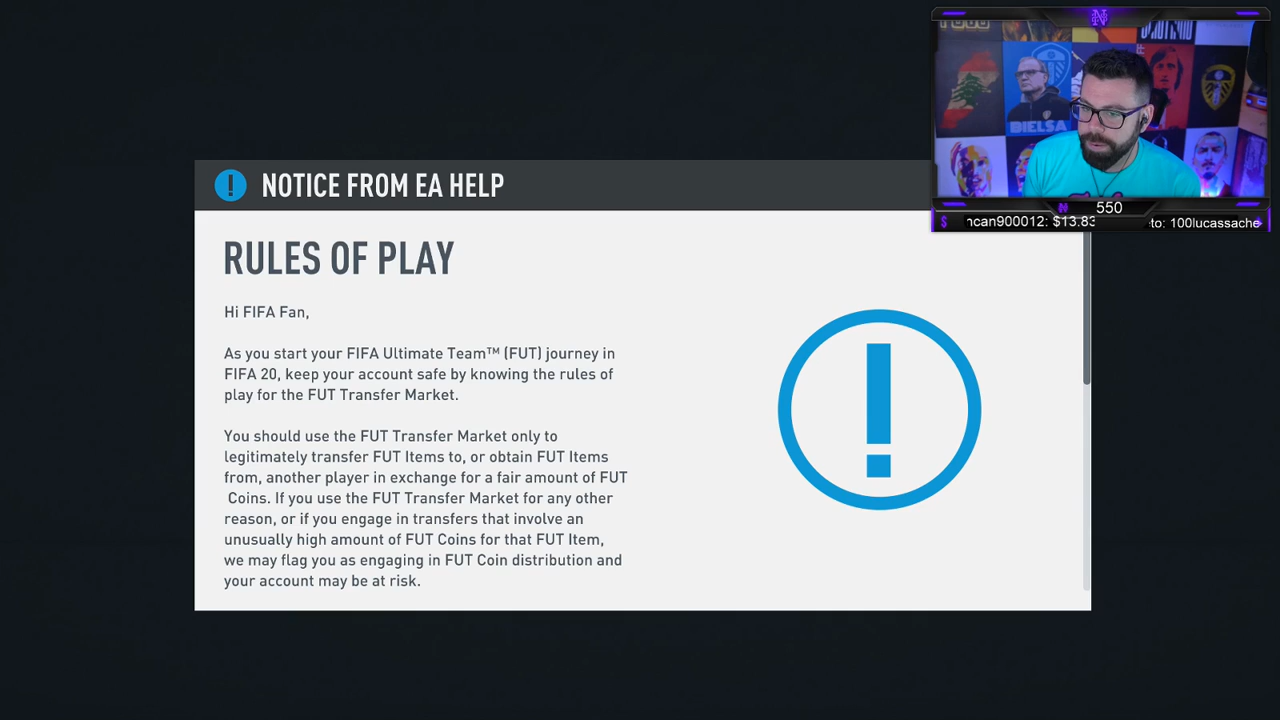 BIELSA
550
$
ncan900012: $13.83
to: 100lucassache
! NOTICE FROM EA HELP
RULES OF PLAY
Hi FIFA Fan,
As you start your FIFA Ultimate Team™ (FUT) journey in
FIFA 20, keep your account safe by knowing the rules of
play for the FUT Transfer Market.
You should use the FUT Transfer Market only to
legitimately transfer FUT Items to, or obtain FUT Items
from, another player in exchange for a fair amount of FUT
Coins. If you use the FUT Transfer Market for any other
reason, or if you engage in transfers that involve an
unusually high amount of FUT Coins for that FUT Item,
we may flag you as engaging in FUT Coin distribution and
your account may be at risk.
!